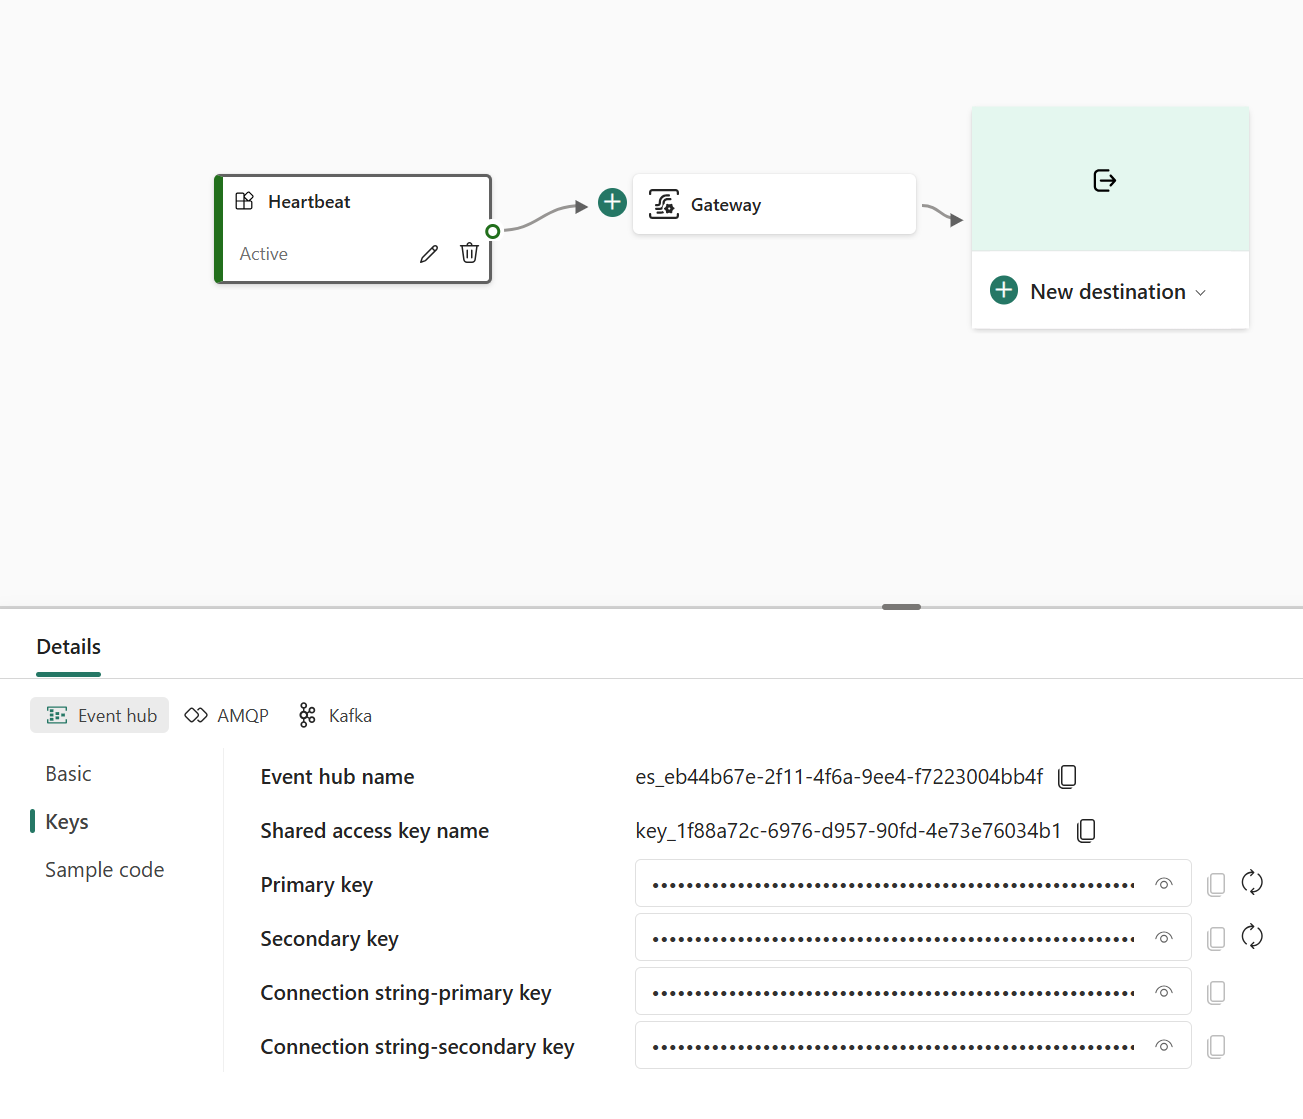 Heartbeat
Active
Gateway
New destination
Details
Event hub
AMQP
Kafka
Basic
Keys
Sample code
Event hub name
es_eb44b67e-2f11-4f6a-9ee4-f7223004bb4f
Shared access key name
key_1f88a72c-6976-d957-90fd-4e73e76034b1
Primary key
Secondary key
Connection string-primary key
Connection string-secondary key